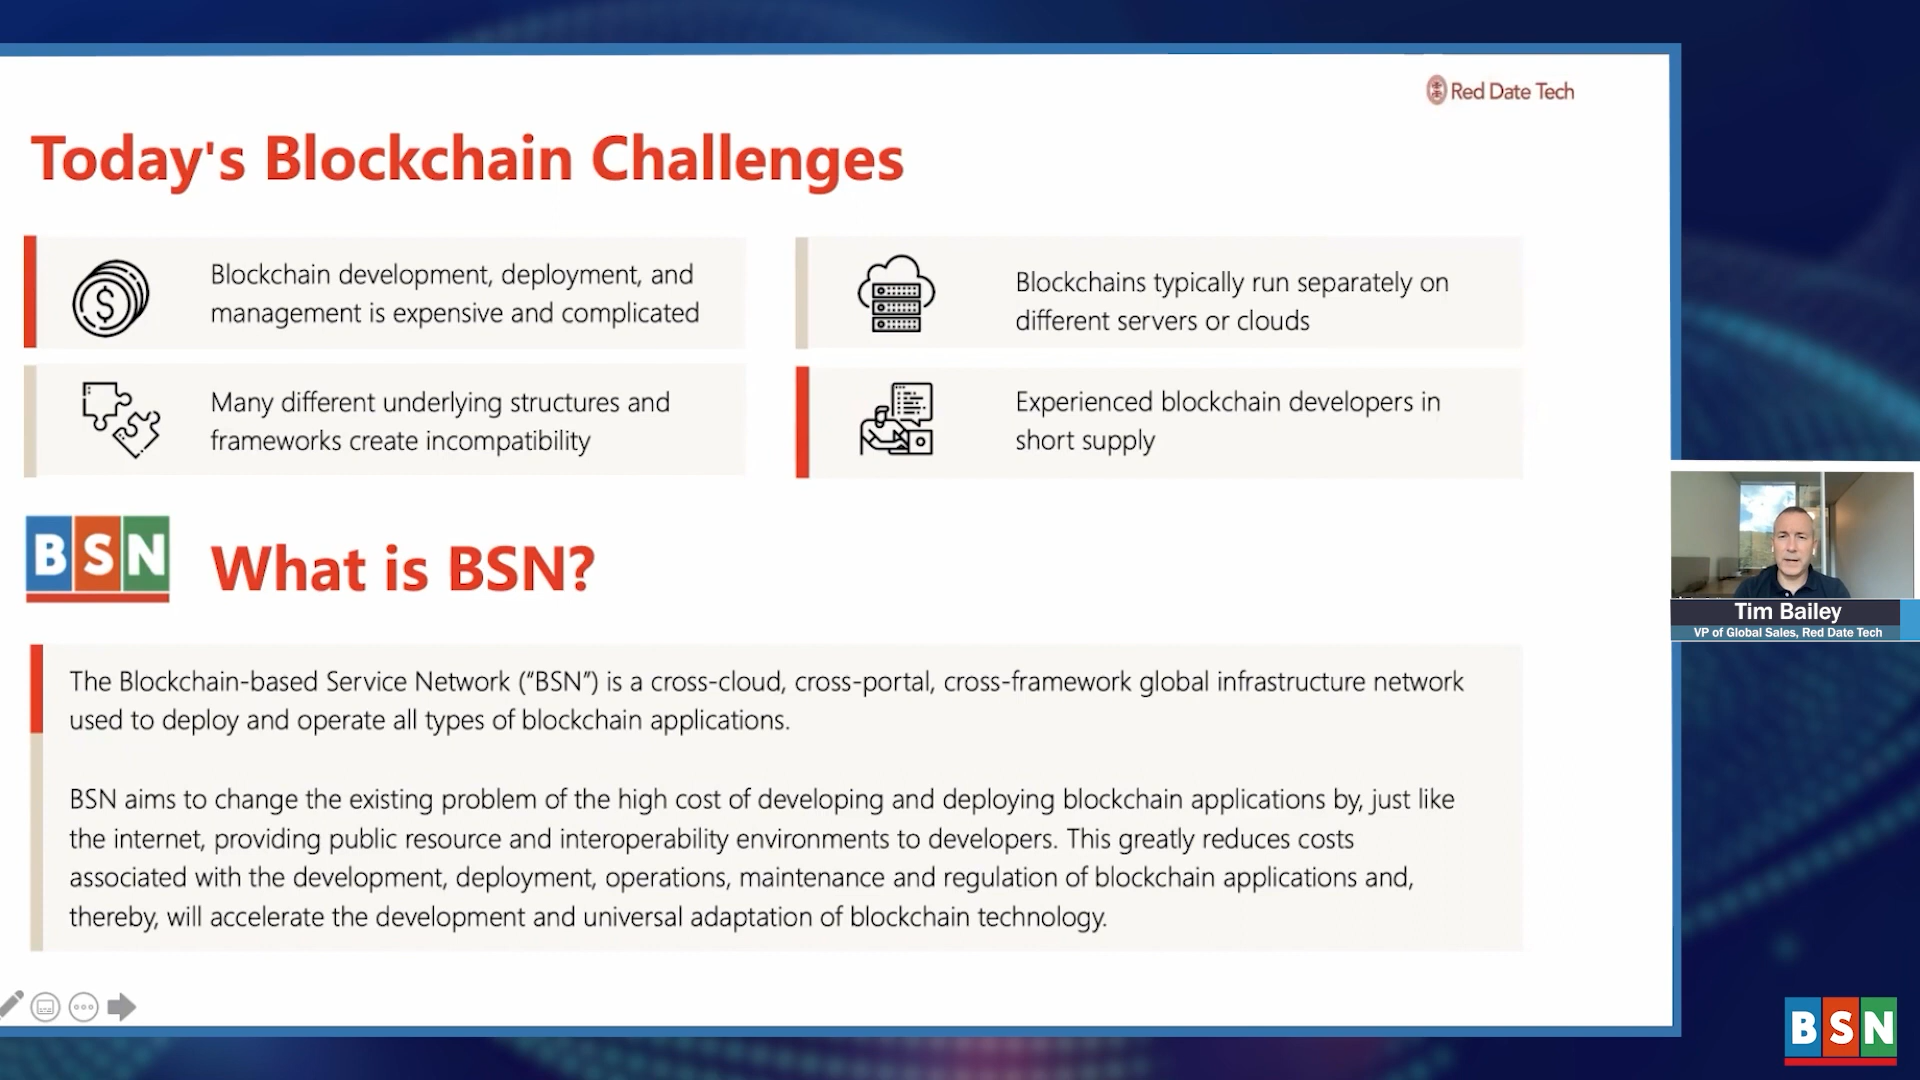 Red Date Tech
Today's Blockchain Challenges
Blockchain development, deployment, and
management is expensive and complicated
Blockchains typically run separately on
different servers or clouds
Many different underlying structures and
frameworks create incompatibility
Experienced blockchain developers in
short supply
BSN
What is BSN?
The Blockchain-based Service Network (“BSN”) is a cross-cloud, cross-portal, cross-framework global infrastructure network
used to deploy and operate all types of blockchain applications.
BSN aims to change the existing problem of the high cost of developing and deploying blockchain applications by, just like
the internet, providing public resource and interoperability environments to developers. This greatly reduces costs
associated with the development, deployment, operations, maintenance and regulation of blockchain applications and,
thereby, will accelerate the development and universal adaptation of blockchain technology.
Tim Bailey
VP of Global Sales, Red Date Tech
BSN